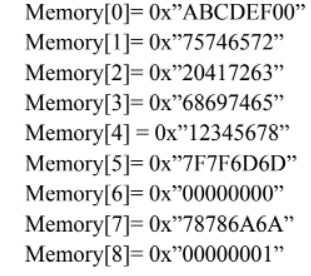 Memory[0]= 0x”ABCDEF00”
Memory[1]= 0x”75746572”
Memory[2]= 0x”20417263”
Memory[3]= 0x”68697465”
Memory[4] = 0x”12345678”
Memory[5]= 0x”7F7F6D6D”
Memory[6]= 0x”00000000”
Memory[7]= 0x”78786A6A”
Memory[8]= 0x”00000001”